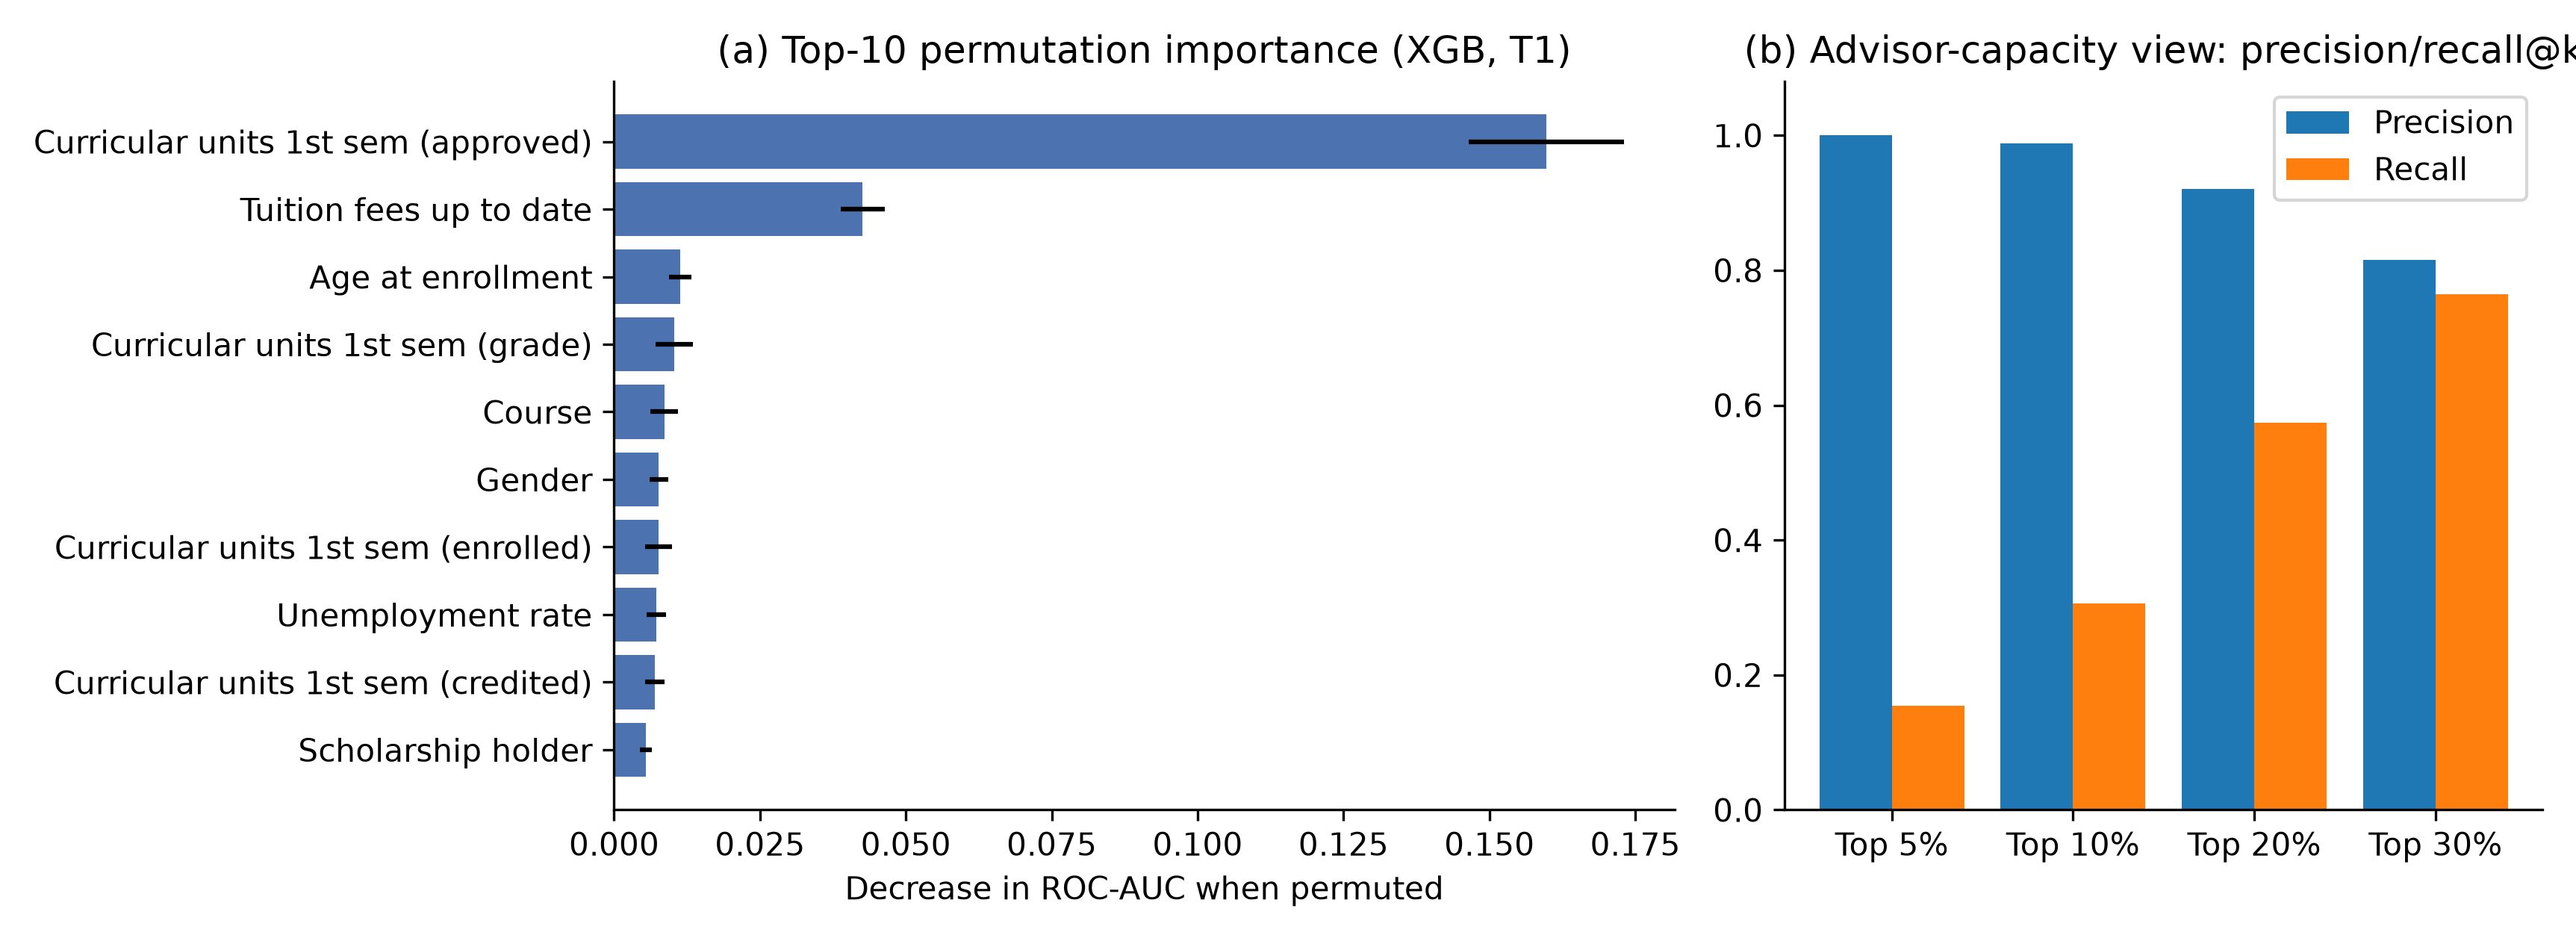 (a) Top-10 permutation importance (XGB, T1)
Curricular units 1st sem (approved)
Tuition fees up to date
Age at enrollment
Curricular units 1st sem (grade)
Course
Gender
Curricular units 1st sem (enrolled)
Unemployment rate
Curricular units 1st sem (credited)
Scholarship holder
0.000 0.025 0.050 0.075 0.100 0.125 0.150 0.175
Decrease in ROC-AUC when permuted
(b) Advisor-capacity view: precision/recall@k
Precision
Recall
1.0
0.8
0.6
0.4
0.2
0.0
Top 5% Top 10% Top 20% Top 30%